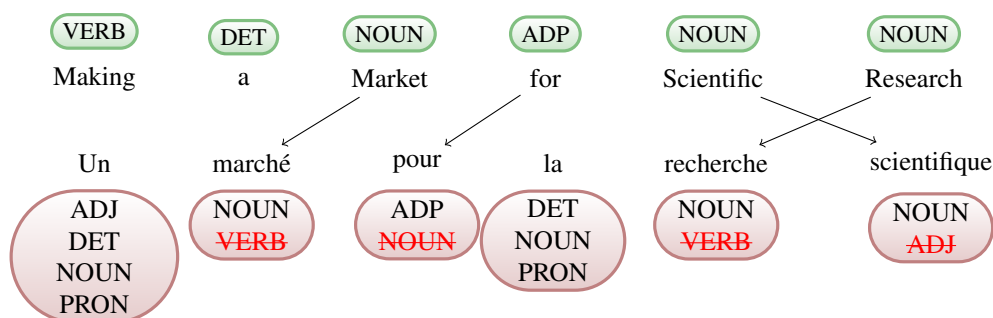 VERB DET NOUN ADP NOUN NOUN
Making a Market for Scientific Research
Un marché pour la recherche scientifique
ADJ NOUN ADP DET NOUN NOUN
DET VERB NOUN NOUN VERB ADJ
NOUN PRON
PRON